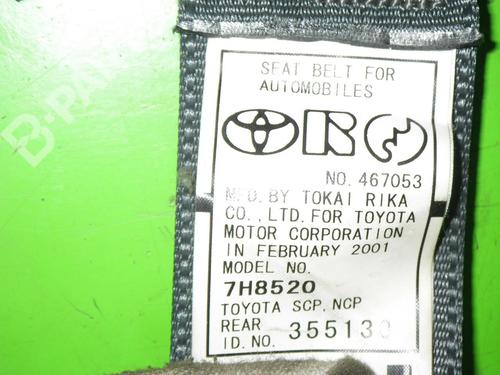 SEAT BELT FOR
AUTOMOBILES
NO. 467053
MFD. BY TOKAI RIKA
CO., LTD. FOR TOYOTA
MOTOR CORPORATION
IN FEBRUARY 2001
MODEL NO.
7H8520
TOYOTA SCP, NCP
REAR
ID. NO. 355130